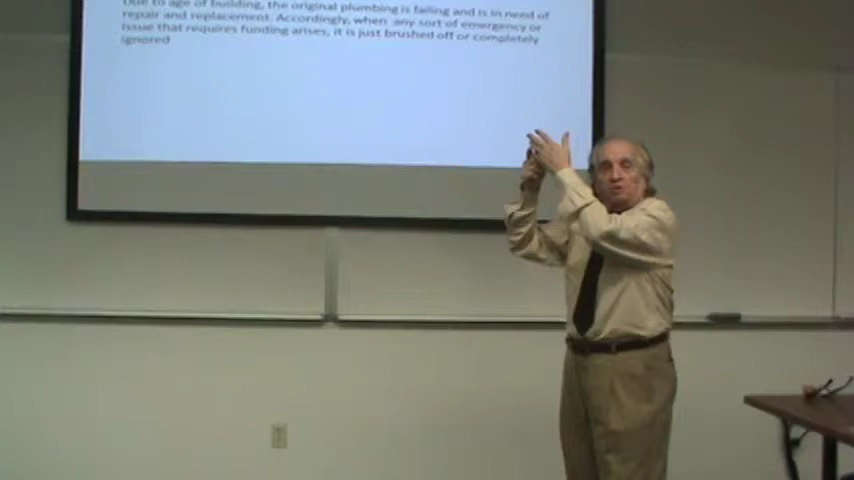 Due to age of building, the original plumbing is failing and is in need of
repair and replacement. Accordingly, when any sort of emergency or
issue that requires funding arises, it is just brushed off or completely
ignored